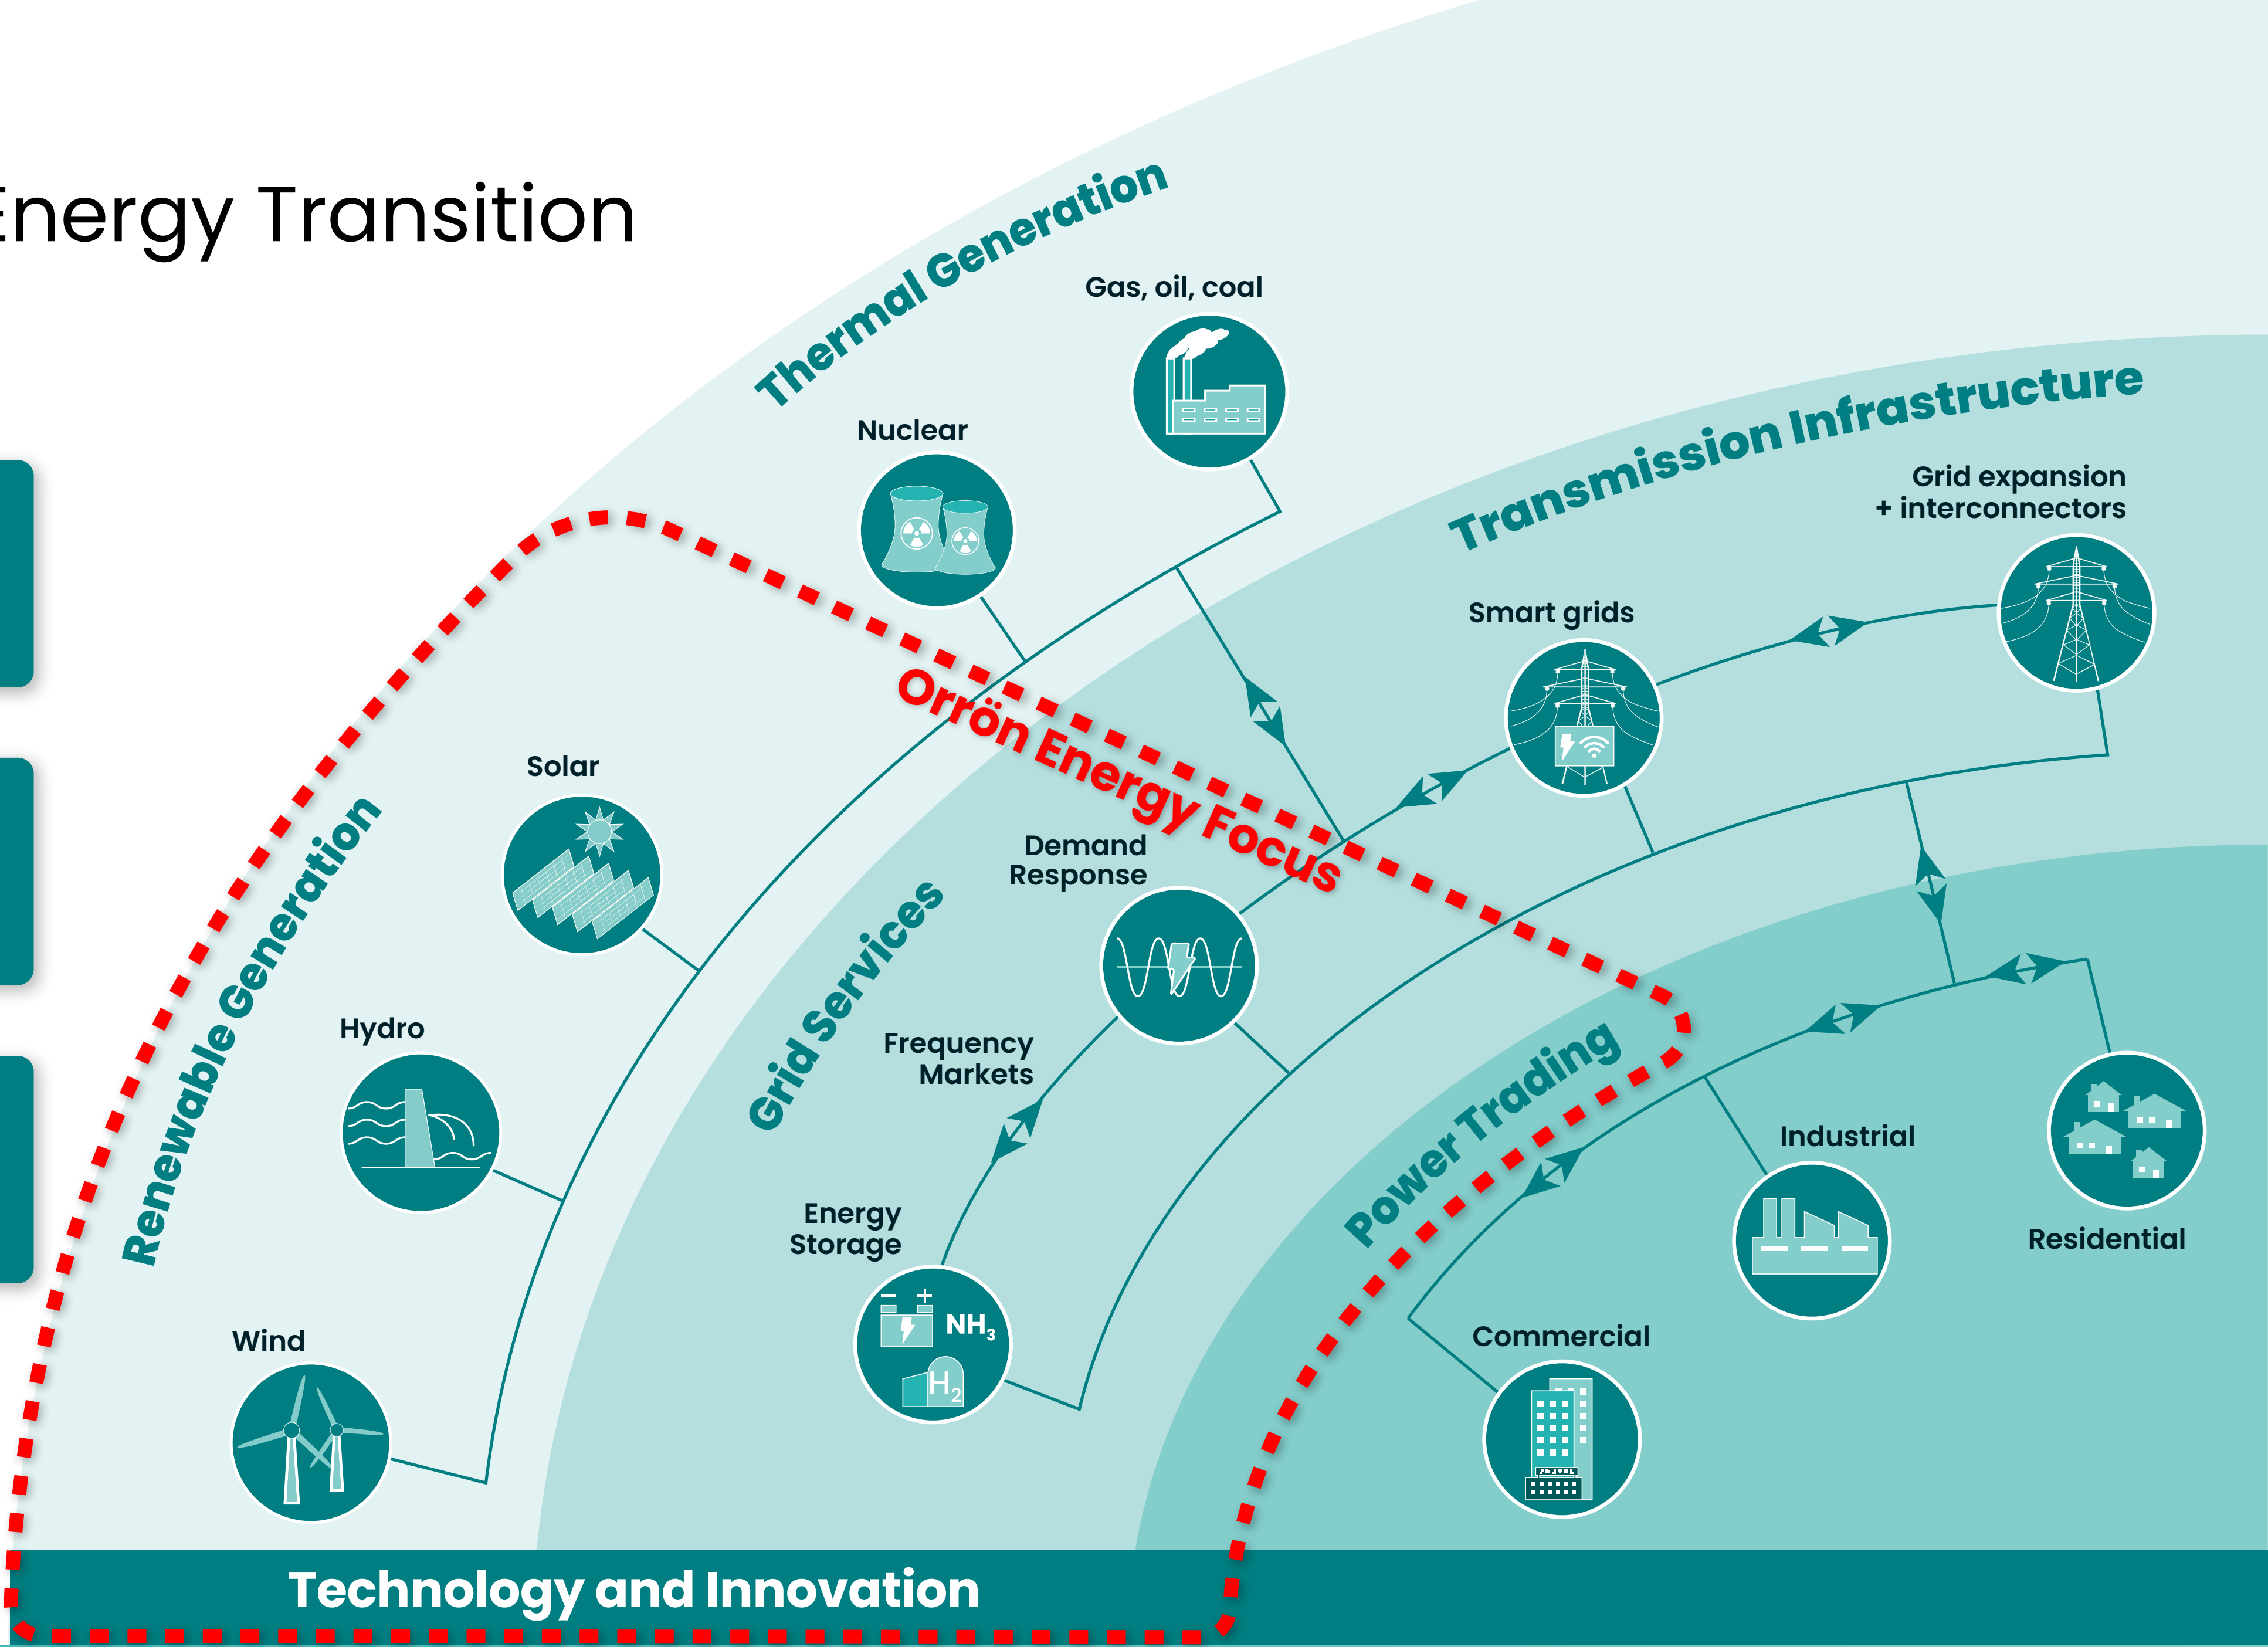 Energy Transition
Thermal Generation
Gas, oil, coal
Nuclear
Transmission Infrastructure
Grid expansion
+ interconnectors
Smart grids
Orrön Energy Focus
Solar
Renewable Generation
Hydro
Wind
Grid Services
Demand
Response
Frequency
Markets
Energy
Storage
− +
NH3
H2
Power Trading
Industrial
Residential
Commercial
Technology and Innovation